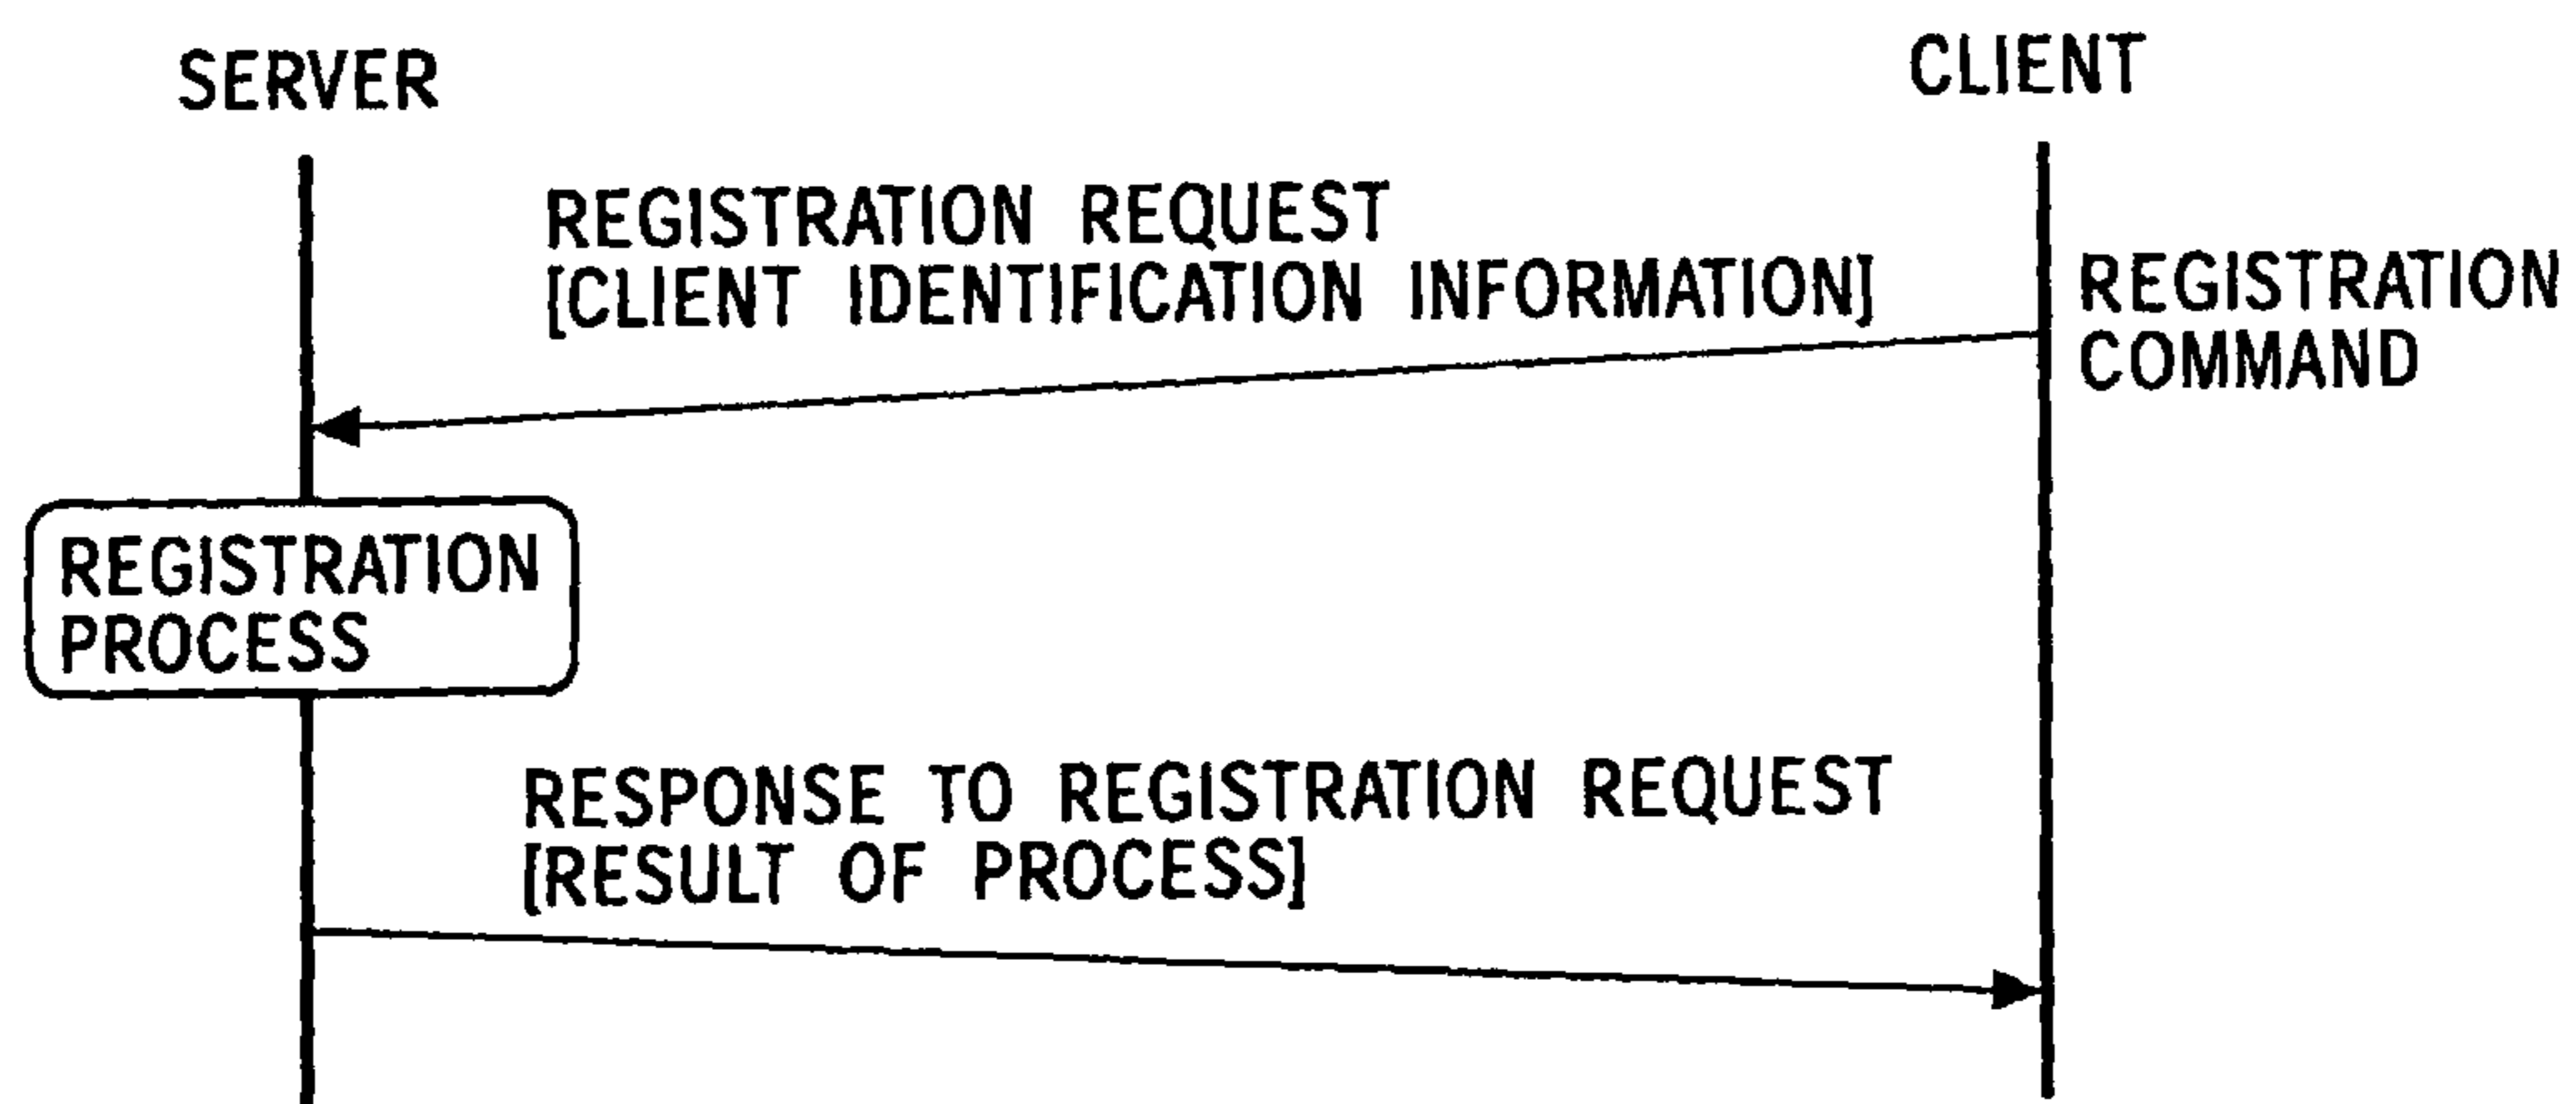 SERVER
CLIENT
REGISTRATION REQUEST
[CLIENT IDENTIFICATION INFORMATION]
REGISTRATION
COMMAND
REGISTRATION
PROCESS
RESPONSE TO REGISTRATION REQUEST
[RESULT OF PROCESS]